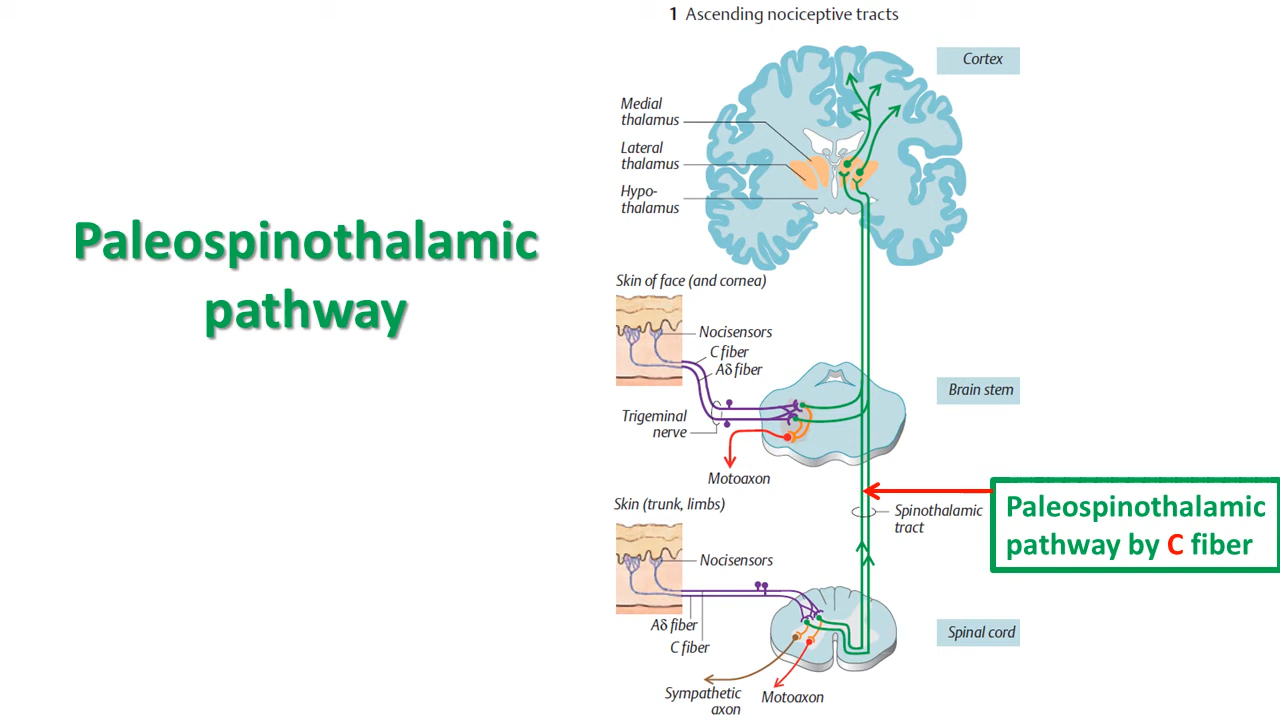 Paleospinothalamic
pathway
1 Ascending nociceptive tracts
Cortex
Medial
thalamus
Lateral
thalamus
Hypo-
thalamus
Skin of face (and cornea)
Nocisensors
C fiber
Aδ fiber
Trigeminal
nerve
Motoaxon
Brain stem
Skin (trunk, limbs)
Spinothalamic
tract
Paleospinothalamic
pathway by C fiber
Nocisensors
Aδ fiber
C fiber
Sympathetic
axon
Motoaxon
Spinal cord